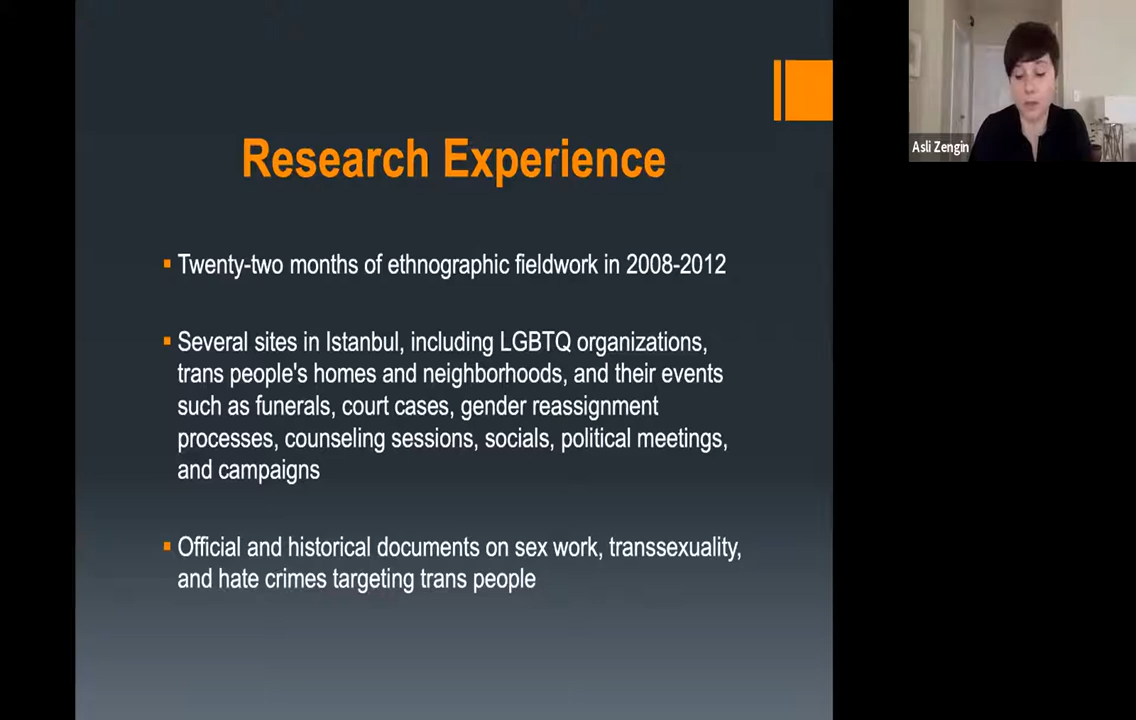 Research Experience
Twenty-two months of ethnographic fieldwork in 2008-2012
Several sites in Istanbul, including LGBTQ organizations,
trans people's homes and neighborhoods, and their events
such as funerals, court cases, gender reassignment
processes, counseling sessions, socials, political meetings,
and campaigns
Official and historical documents on sex work, transsexuality,
and hate crimes targeting trans people
Asli Zengin